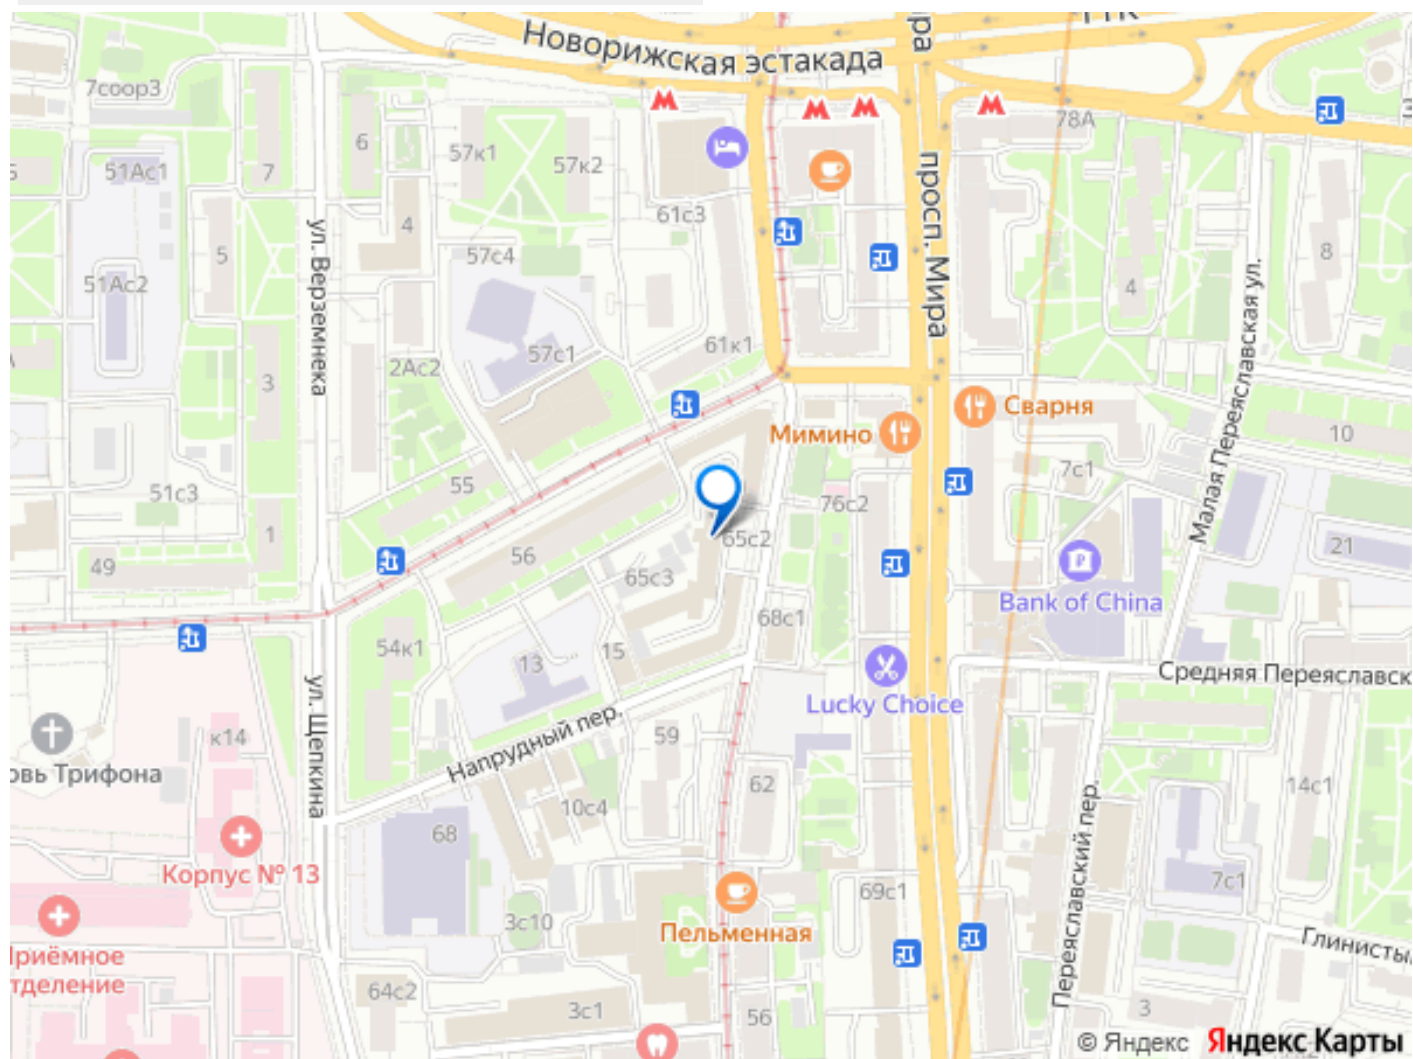 Новорижская эстакада
7соор3
78А
просп. Мира
6
57к1
57к2
51Ас1
7
61с3
4
5
57с4
8
51Ас2
4
ул. Верземнека
61к1
57с1
2Ас2
3
Малая Переяславская ул.
Сварня
Мимино
10
7с1
55
51с3
76с2
1
65с2
56
21
49
65с3
Bank of China
68с1
54к1
15
13
Средняя Переяславск
ул. Щепкина
Lucky Choice
к14
59
Напрудный пер.
овь Трифона
62
14с1
10с4
68
Переяславский пер.
Корпус № 13
7с1
69с1
3с10
Пельменная
Глинисты
Приёмное
тделение
64с2
3с1
56
3
© Яндекс Яндекс Карты